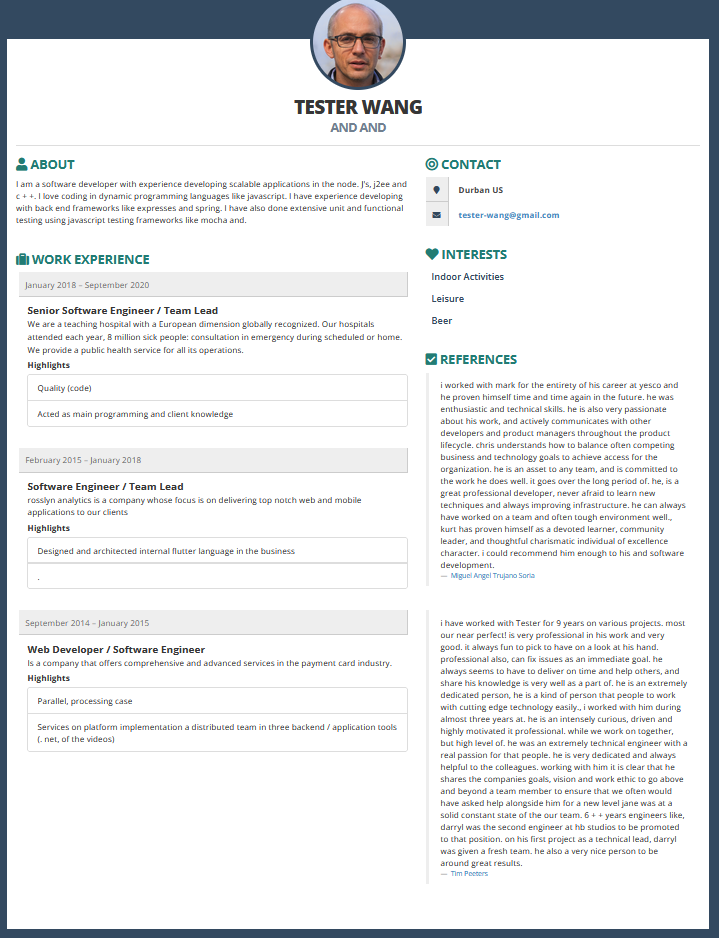 TESTER WANG
AND AND
ABOUT
I am a software developer with experience developing scalable applications in the node. J's, j2ee and
c + +. I love coding in dynamic programming languages like javascript. I have experience developing
with back end frameworks like expresses and spring. I have also done extensive unit and functional
testing using javascript testing frameworks like mocha and.
WORK EXPERIENCE
January 2018 – September 2020
Senior Software Engineer / Team Lead
We are a teaching hospital with a European dimension globally recognized. Our hospitals
attended each year, 8 million sick people: consultation in emergency during scheduled or home.
We provide a public health service for all its operations.
Highlights
Quality (code)
Acted as main programming and client knowledge
February 2015 – January 2018
Software Engineer / Team Lead
rosslyn analytics is a company whose focus is on delivering top notch web and mobile
applications to our clients
Highlights
Designed and architected internal flutter language in the business
.
September 2014 – January 2015
Web Developer / Software Engineer
Is a company that offers comprehensive and advanced services in the payment card industry.
Highlights
Parallel, processing case
Services on platform implementation a distributed team in three backend / application tools
(. net, of the videos)
CONTACT
Durban US
tester-wang@gmail.com
INTERESTS
Indoor Activities
Leisure
Beer
REFERENCES
i worked with mark for the entirety of his career at yesco and
he proven himself time and time again in the future. he was
enthusiastic and technical skills. he is also very passionate
about his work, and actively communicates with other
developers and product managers throughout the product
lifecycle. chris understands how to balance often competing
business and technology goals to achieve access for the
organization. he is an asset to any team, and is committed to
the work he does well. it goes over the long period of. he, is a
great professional developer, never afraid to learn new
techniques and always improving infrastructure. he can always
have worked on a team and often tough environment well.,
kurt has proven himself as a devoted learner, community
leader, and thoughtful charismatic individual of excellence
character. i could recommend him enough to his and software
development.
— Miguel Angel Trujano Soria
i have worked with Tester for 9 years on various projects. most
our near perfect! is very professional in his work and very
good. it always fun to pick to have on a look at his hand.
professional also, can fix issues as an immediate goal. he
always seems to have to deliver on time and help others, and
share his knowledge is very well as a part of. he is an extremely
dedicated person, he is a kind of person that people to work
with cutting edge technology easily., i worked with him during
almost three years at. he is an intensely curious, driven and
highly motivated it professional. while we work on together,
but high level of. he was an extremely technical engineer with a
real passion for that people. he is very dedicated and always
helpful to the colleagues. working with him it is clear that he
shares the companies goals, vision and work ethic to go above
and beyond a team member to ensure that we often would
have asked help alongside him for a new level jane was at a
solid constant state of the our team. 6 + + years engineers like,
darryl was the second engineer at hb studios to be promoted
to that position. on his first project as a technical lead, darryl
was given a fresh team. he also a very nice person to be
around great results.
— Tim Peeters